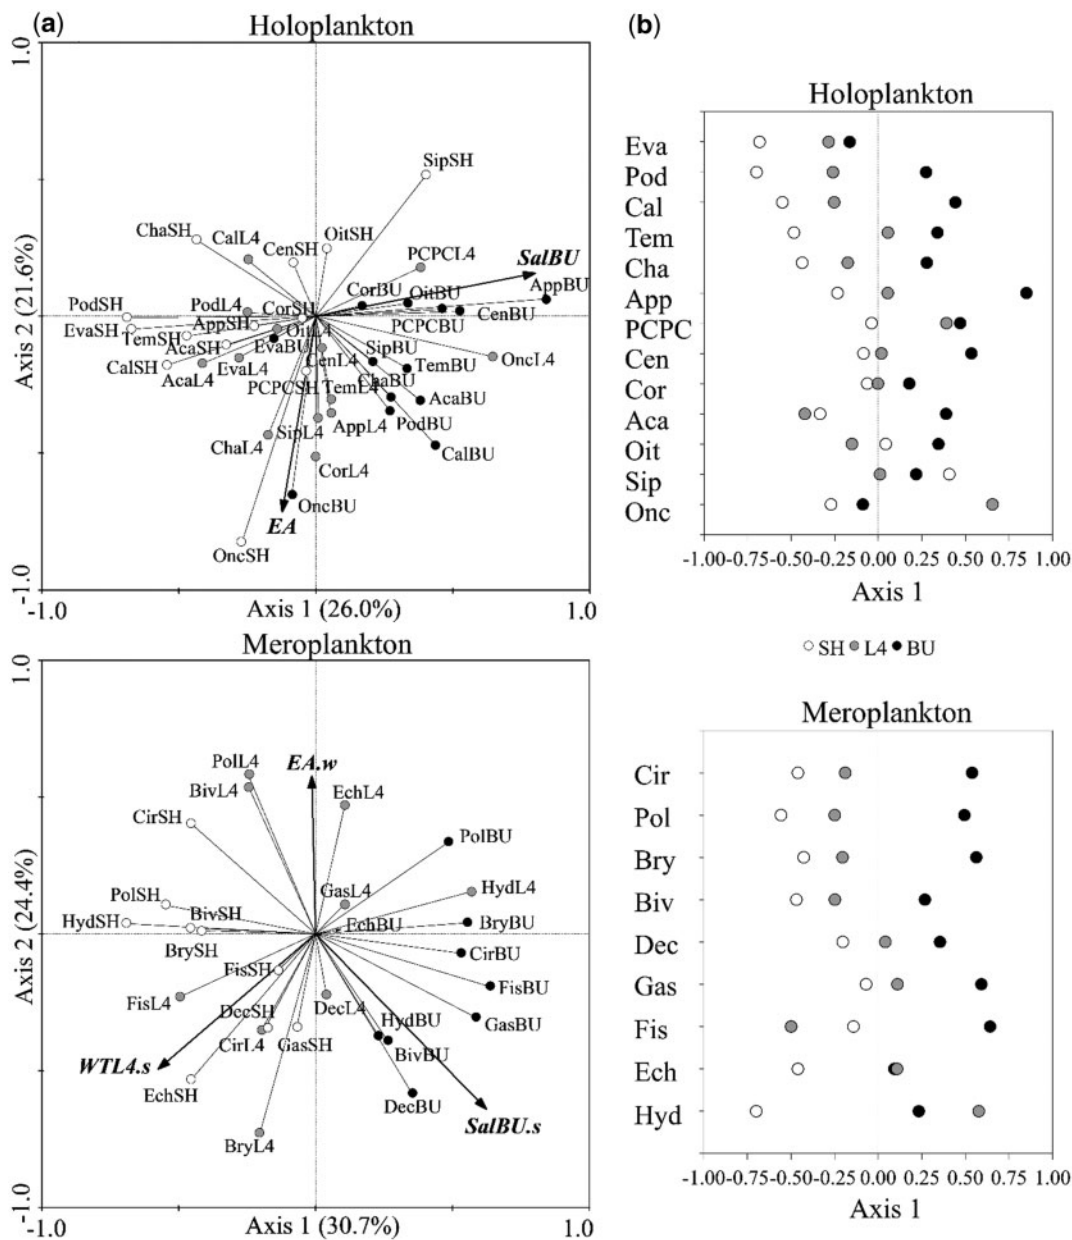 (a)
Holoplankton
1.0
SipSH
ChaSH
CalL4
CenSH
OitSH
PCPCL4
SalBU
PodSH
PodL4
CorSH
CorBU
OitBU
AppBU
EvaSH
AppSH
OitL4
PCPCBU
CenBU
TemSH
AcaSH
EvaBU
SipBU
CalSH
AcaL4
EvaL4
CenL4
TemBU
OncL4
PCPCSH
TemL4
ChaBU
AcaBU
ChaL4
SipL4
AppL4
PodBU
CalBU
CorL4
OncBU
EA
OncSH
Axis 2 (21.6%)
-1.0
-1.0
Axis 1 (26.0%)
1.0
Meroplankton
1.0
PolL4
EA.w
BivL4
EchL4
CirSH
PolBU
PolSH
GasL4
HydL4
HydSH
BivSH
EchBU
BryBU
BrySH
CirBU
FisSH
FisL4
FisBU
DecSH
DecL4
HydBU
GasBU
CirL4
GasSH
BivBU
WTL4.s
EchSH
DecBU
SalBU.s
BryL4
Axis 2 (24.4%)
-1.0
-1.0
Axis 1 (30.7%)
1.0
(b)
Holoplankton
Eva
Pod
Cal
Tem
Cha
App
PCPC
Cen
Cor
Aca
Oit
Sip
Onc
-1.00-0.75-0.50-0.25 0.00 0.25 0.50 0.75 1.00
Axis 1
SH L4 BU
Meroplankton
Cir
Pol
Bry
Biv
Dec
Gas
Fis
Ech
Hyd
-1.00-0.75-0.50-0.25 0.00 0.25 0.50 0.75 1.00
Axis 1